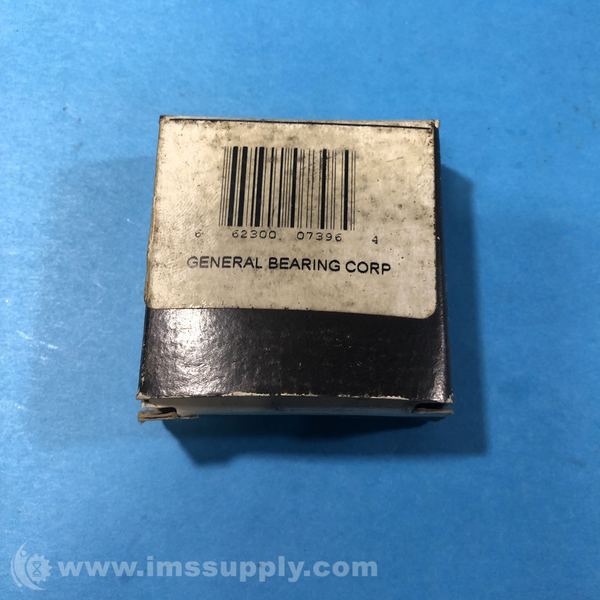 6 62300 07396 4
GENERAL BEARING CORP
www.imssupply.com